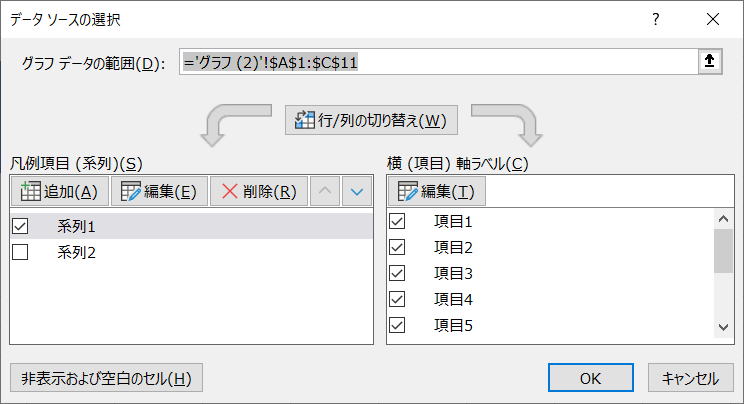 データ ソースの選択
グラフ データの範囲(D):
='グラフ (2)'!$A$1:$C$11
行/列の切り替え(W)
凡例項目 (系列)(S)
追加(A)
編集(E)
削除(R)
系列1
系列2
横 (項目) 軸ラベル(C)
編集(T)
項目1
項目2
項目3
項目4
項目5
非表示および空白のセル(H)
OK
キャンセル